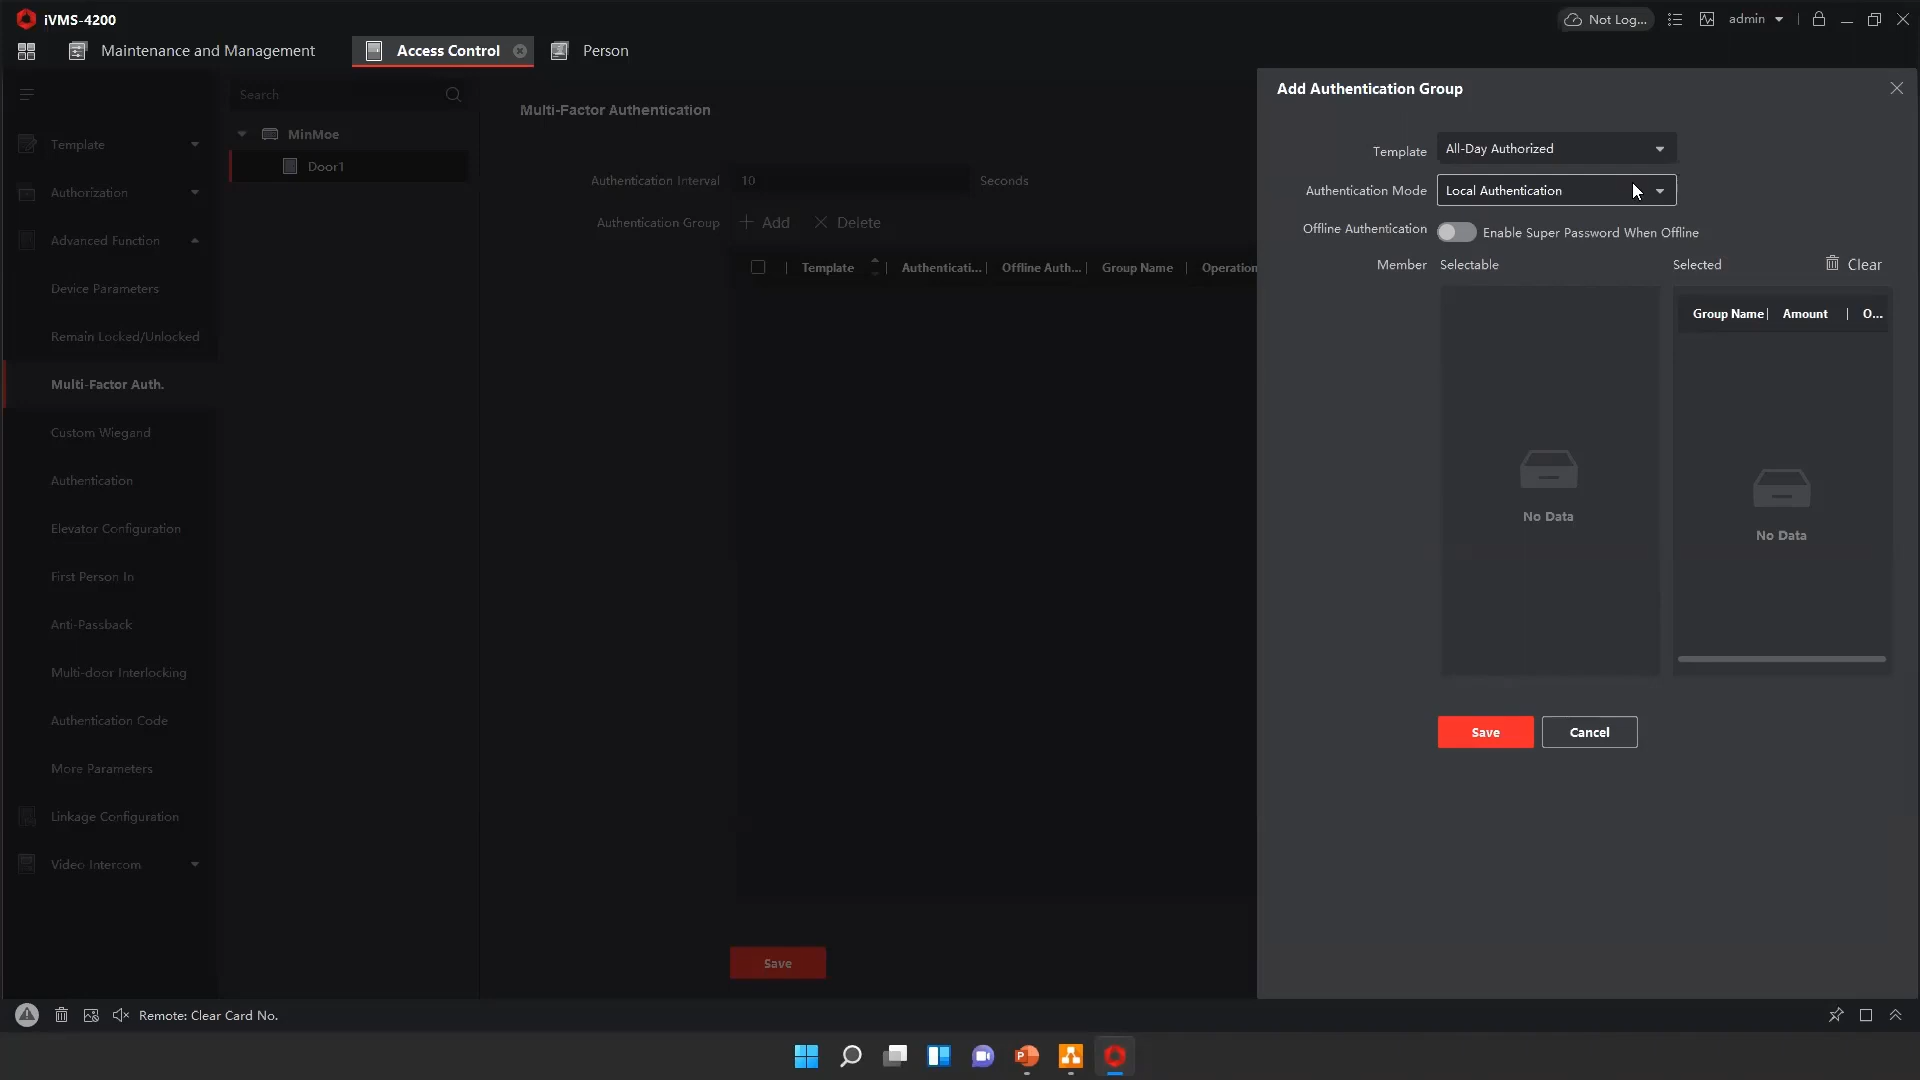 iVMS-4200
Not Log...
admin
Maintenance and Management
Access Control
Person
Search
MinMoe
Door1
Template
Authorization
Advanced Function
Device Parameters
Remain Locked/Unlocked
Multi-Factor Auth.
Custom Wiegand
Authentication
Elevator Configuration
First Person In
Anti-Passback
Multi-door Interlocking
Authentication Code
More Parameters
Linkage Configuration
Video Intercom
Multi-Factor Authentication
Authentication Interval 10 Seconds
Authentication Group + Add × Delete
Template | Authenticati... | Offline Auth... | Group Name | Operation
Save
Add Authentication Group
Template All-Day Authorized
Authentication Mode Local Authentication
Offline Authentication Enable Super Password When Offline
Member Selectable Selected Clear
Group Name | Amount | O...
No Data
No Data
Save Cancel
Remote: Clear Card No.